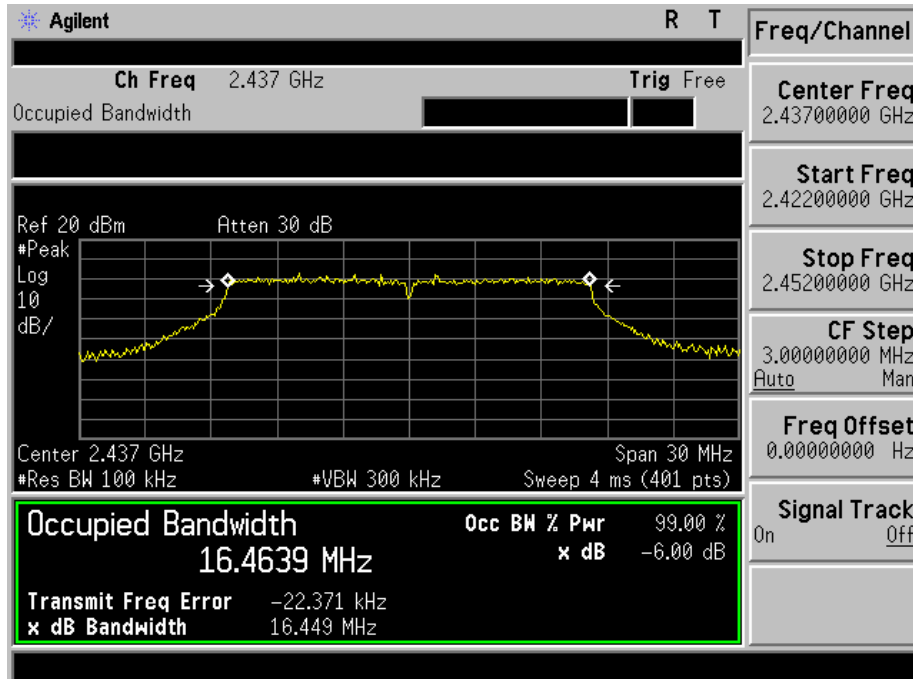 Agilent R T
Ch Freq 2.437 GHz Trig Free
Occupied Bandwidth
Ref 20 dBm Atten 30 dB
#Peak
Log
10
dB/
Center 2.437 GHz Span 30 MHz
#Res BW 100 kHz #VBW 300 kHz Sweep 4 ms (401 pts)
Occupied Bandwidth
16.4639 MHz
Occ BW % Pwr 99.00 %
x dB -6.00 dB
Transmit Freq Error -22.371 kHz
x dB Bandwidth 16.449 MHz
Freq/Channel
Center Freq
2.43700000 GHz
Start Freq
2.42200000 GHz
Stop Freq
2.45200000 GHz
CF Step
3.00000000 MHz
Auto Man
Freq Offset
0.00000000 Hz
Signal Track
On Off